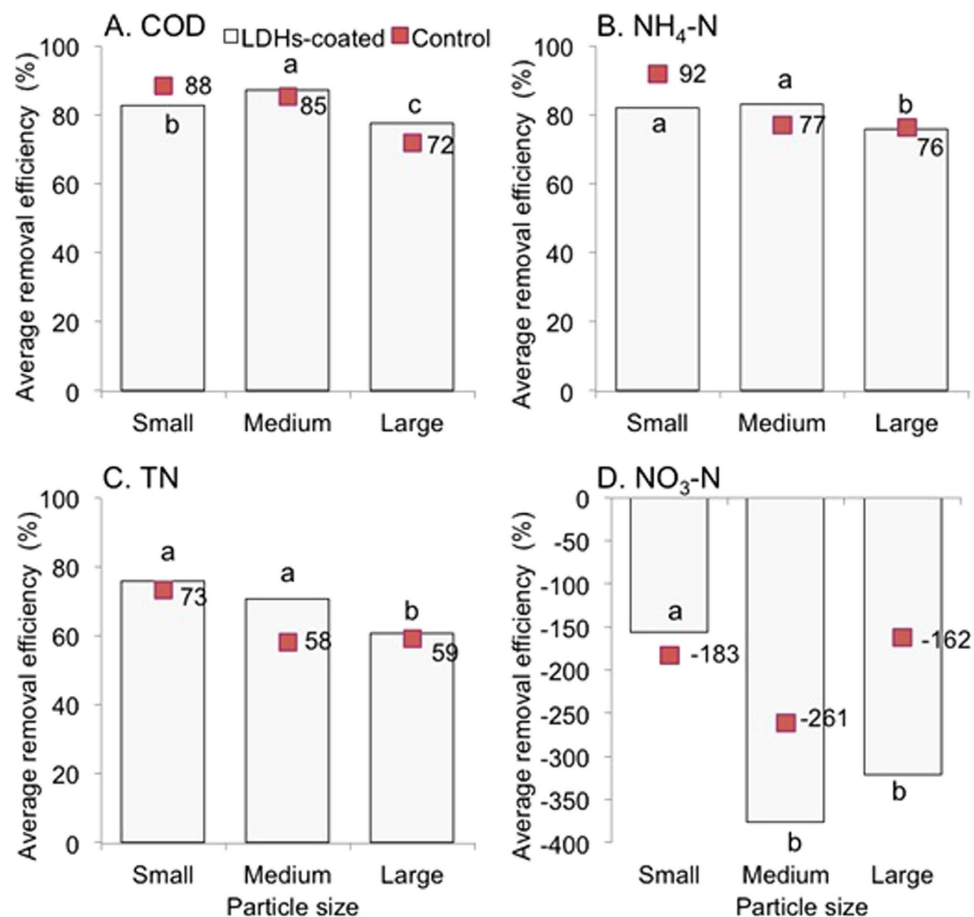 A. COD
LDHs-coated Control
Average removal efficiency (%)
100
80
60
40
20
0
88
b
a
85
c
72
Small Medium Large
B. NH4-N
Average removal efficiency (%)
100
80
60
40
20
0
92
a
a
77
b
76
Small Medium Large
C. TN
Average removal efficiency (%)
100
80
60
40
20
0
a
73
a
58
b
59
Small Medium Large
Particle size
D. NO3-N
Average removal efficiency (%)
0
-50
-100
-150
-200
-250
-300
-350
-400
a
-183
-261
b
-162
b
Small Medium Large
Particle size